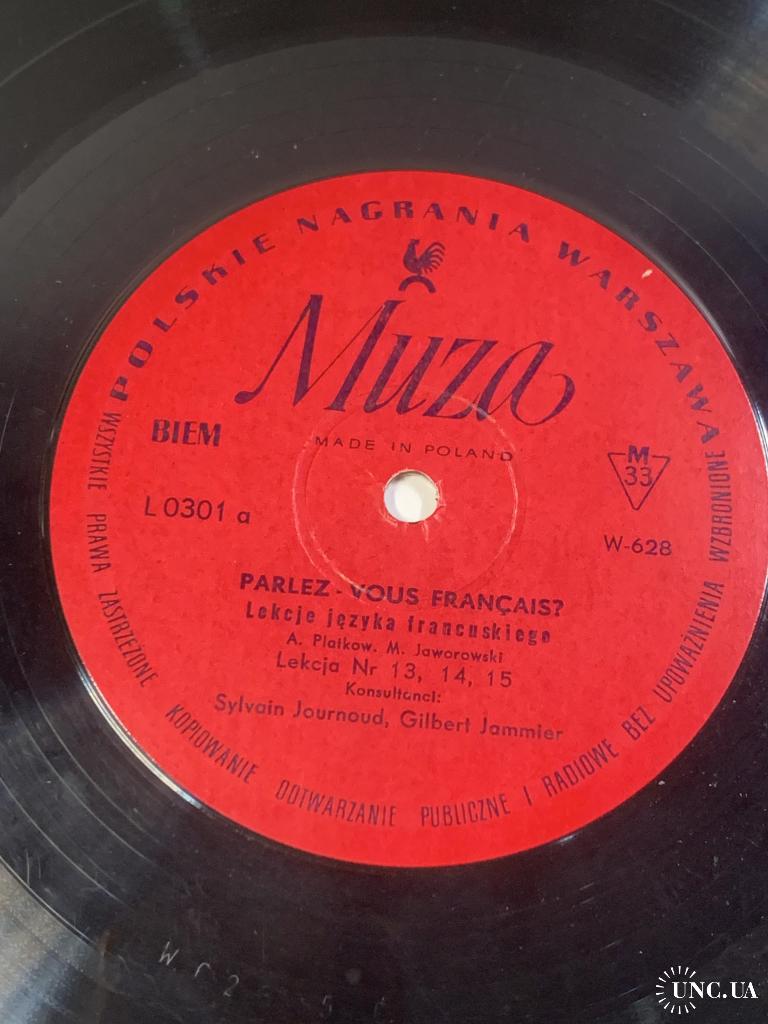 POLSKIE NAGRANIA WARSZAWA
Muza
MADE IN POLAND
BIEM
M
33
L 0301 a
W-628
PARLEZ - VOUS FRANÇAIS?
Lekcje języka francuskiego
A. Platkow. M. Jaworowski
Lekcja Nr 13, 14, 15
Konsultanci:
Sylvain Journoud, Gilbert Jammier
WSZYSTKIE PRAWA ZASTRZEŻONE KOPIOWANIE ODTWARZANIE PUBLICZNE I RADIOWE BEZ UPOWAŻNIENIA WZBRONIONE
UNC.UA